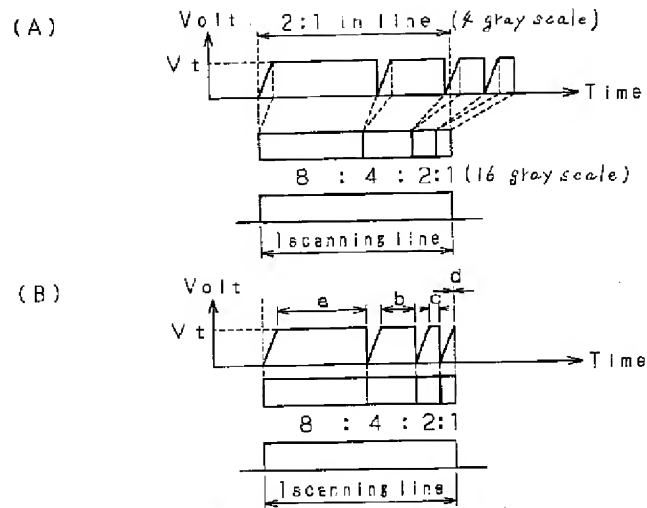 (A)
Volt. 2:1 in line (4 gray scale)
Vt
Time
8 : 4 : 2:1 (16 gray scale)
1scanning line
(B)
Volt
a b c d
Vt
Time
8 : 4 : 2:1
1scanning line